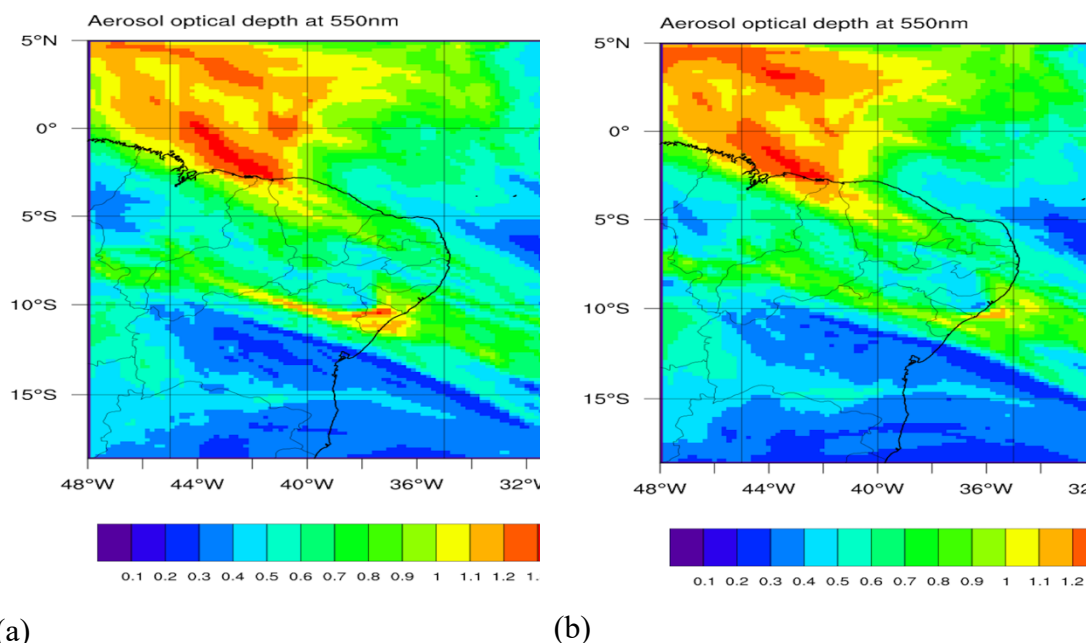 Aerosol optical depth at 550nm
5°N
0°
5°S
10°S
15°S
48°W 44°W 40°W 36°W 32°
0.1 0.2 0.3 0.4 0.5 0.6 0.7 0.8 0.9 1 1.1 1.2 1.
(a)
Aerosol optical depth at 550nm
5°N
0°
5°S
10°S
15°S
48°W 44°W 40°W 36°W 32
0.1 0.2 0.3 0.4 0.5 0.6 0.7 0.8 0.9 1 1.1 1.2
(b)